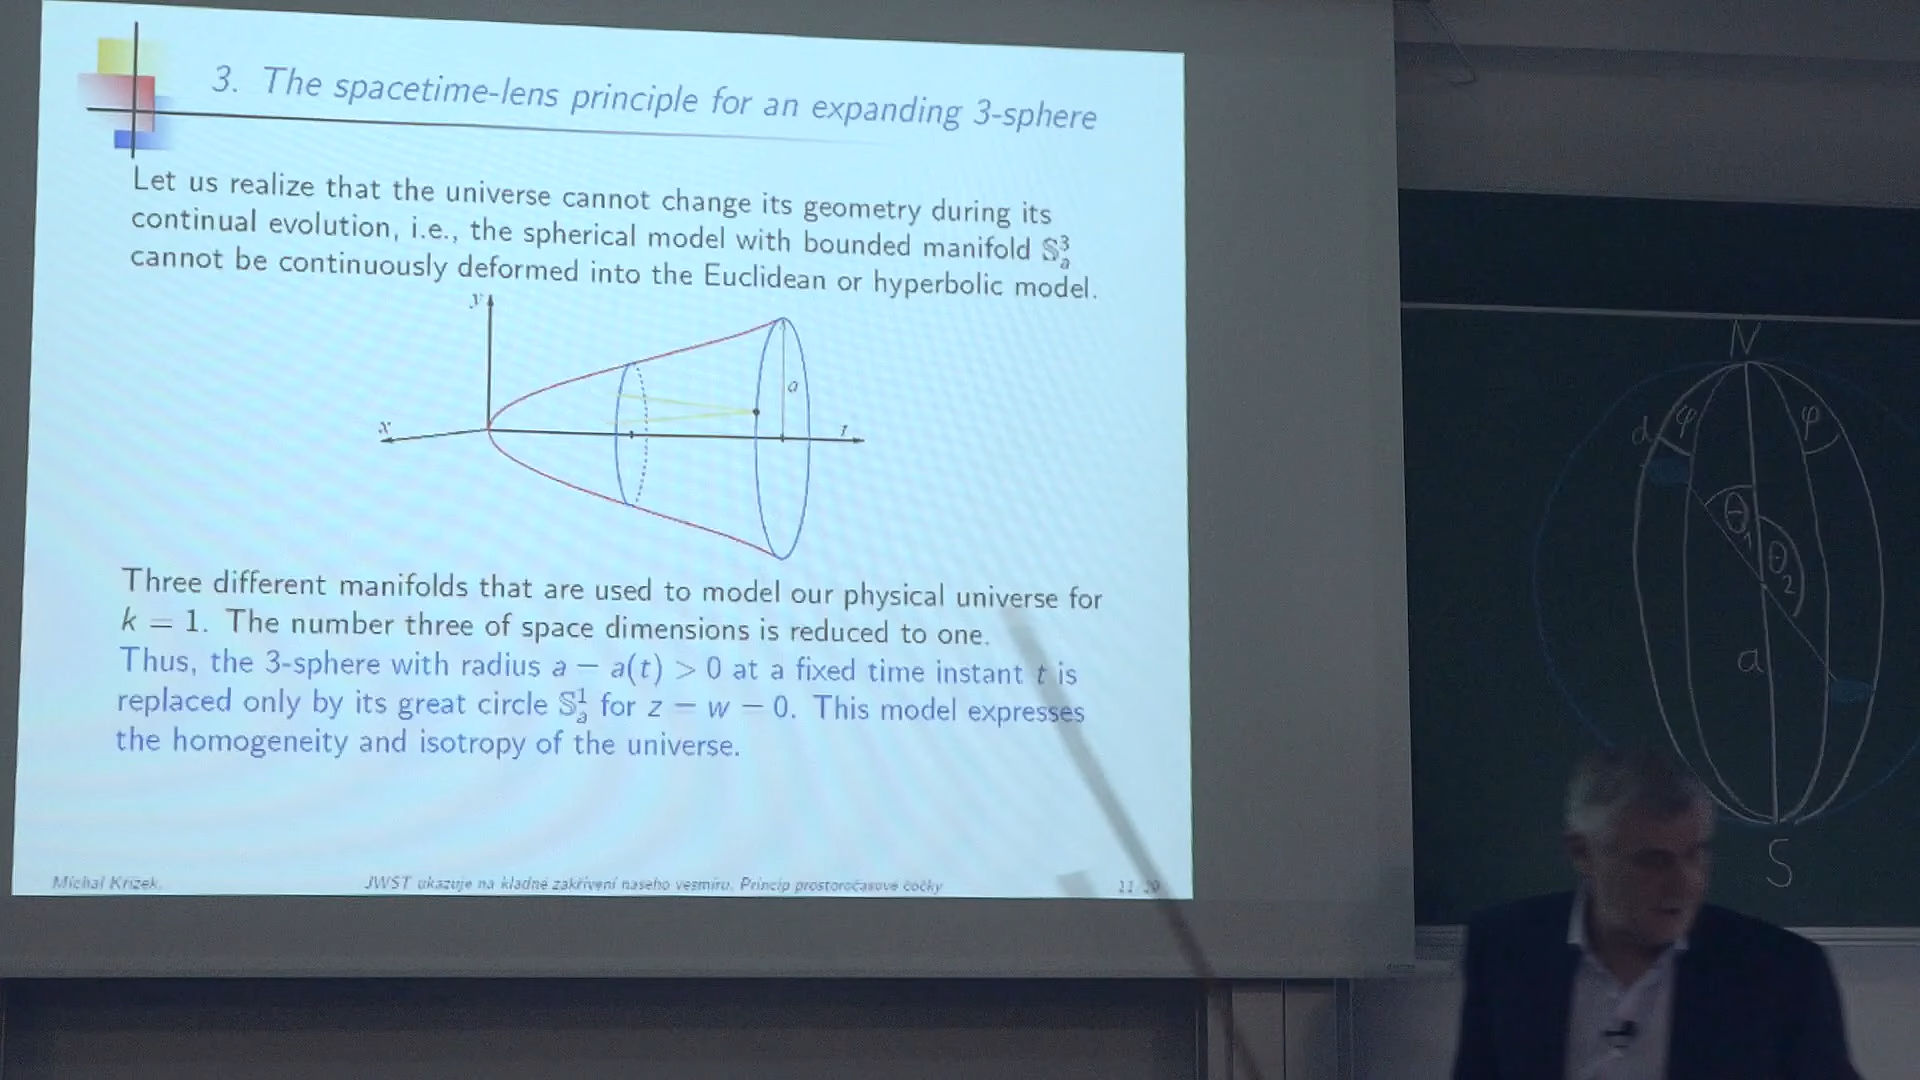 3. The spacetime-lens principle for an expanding 3-sphere
Let us realize that the universe cannot change its geometry during its
continual evolution, i.e., the spherical model with bounded manifold 𝕊³ₐ
cannot be continuously deformed into the Euclidean or hyperbolic model.
y
a
x
t
Three different manifolds that are used to model our physical universe for
k = 1. The number three of space dimensions is reduced to one.
Thus, the 3-sphere with radius a = a(t) > 0 at a fixed time instant t is
replaced only by its great circle 𝕊¹ₐ for z = w = 0. This model expresses
the homogeneity and isotropy of the universe.
Michal Křížek
JWST ukazuje na kladné zakřivení našeho vesmíru. Princip prostoročasové čočky
11/20
N
φ
φ
d
θ₁
θ₂
a
S